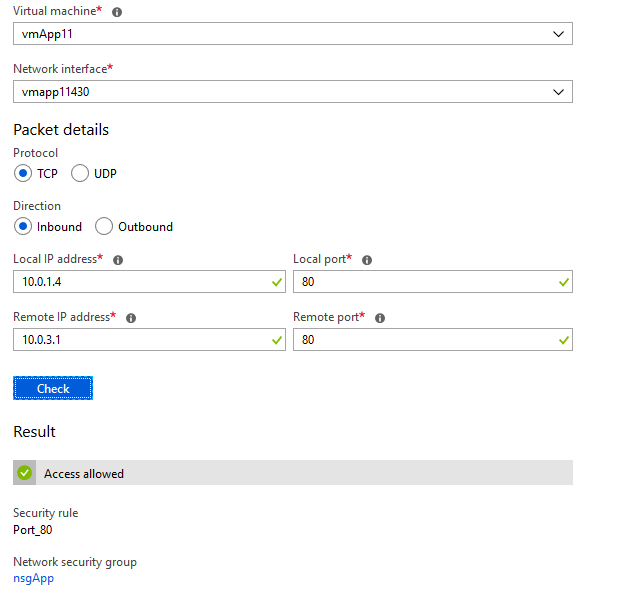 Virtual machine*
vmApp11
Network interface*
vmapp11430
Packet details
Protocol
TCP UDP
Direction
Inbound Outbound
Local IP address* Local port*
10.0.1.4 80
Remote IP address* Remote port*
10.0.3.1 80
Check
Result
Access allowed
Security rule
Port_80
Network security group
nsgApp